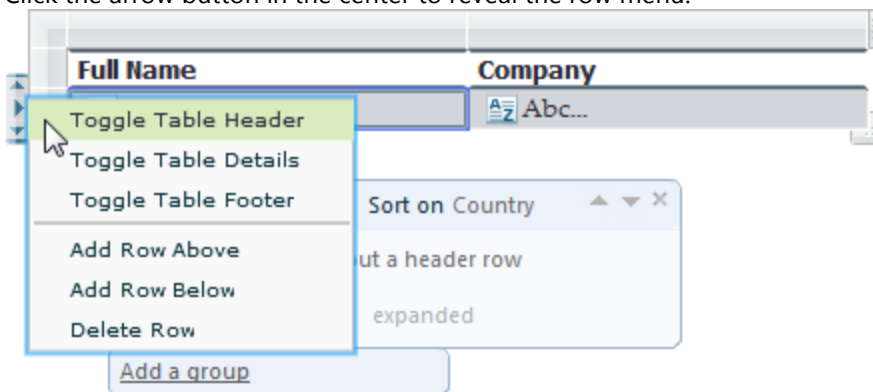 Click the arrow button in the center to reveal the row menu.
Full Name Company
Abc...
Toggle Table Header
Toggle Table Details
Toggle Table Footer
Sort on Country
out a header row
expanded
Add Row Above
Add Row Below
Delete Row
Add a group